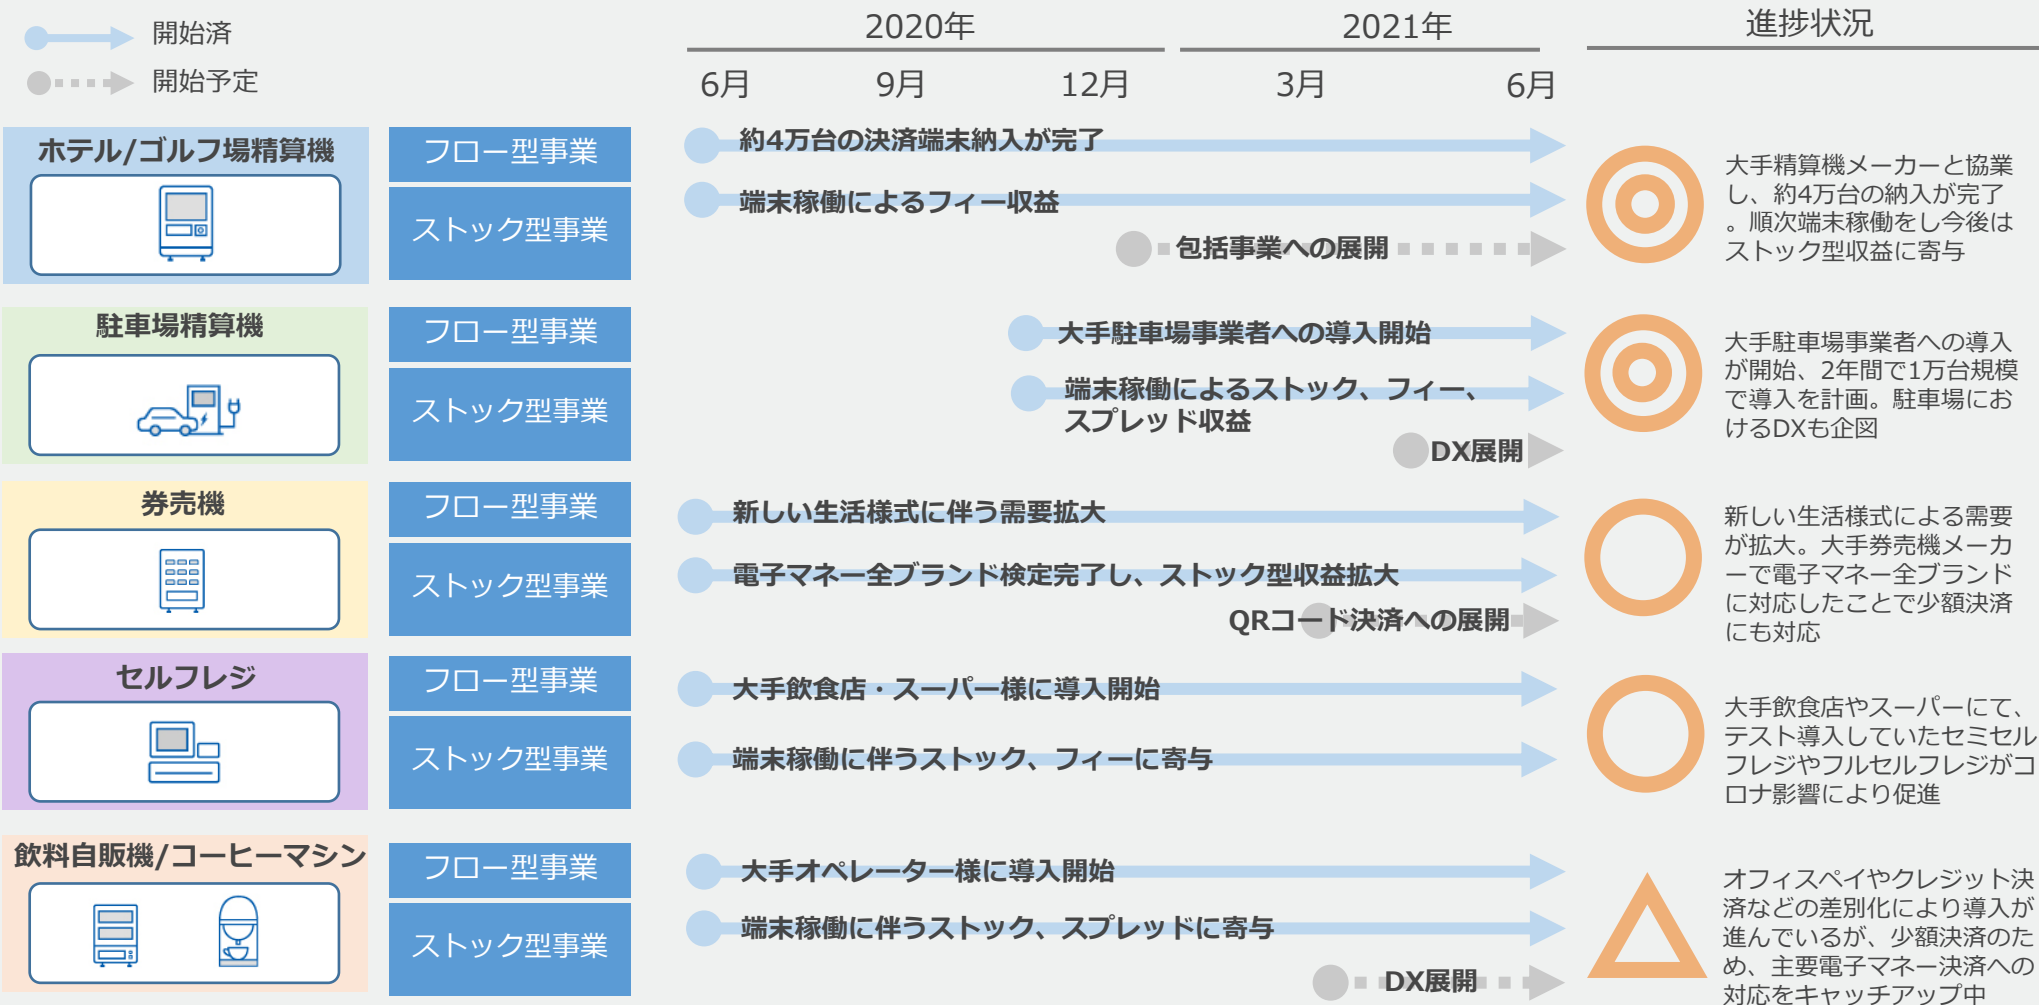 開始済
開始予定
2020年
2021年
進捗状況
6月
9月
12月
3月
6月
ホテル/ゴルフ場精算機
フロー型事業
ストック型事業
約4万台の決済端末納入が完了
端末稼働によるフィー収益
包括事業への展開
大手精算機メーカーと協業
し、約4万台の納入が完了
。順次端末稼働をし今後は
ストック型収益に寄与
駐車場精算機
フロー型事業
ストック型事業
大手駐車場事業者への導入開始
端末稼働によるストック、フィー、
スプレッド収益
DX展開
大手駐車場事業者への導入
が開始、2年間で1万台規模
で導入を計画。駐車場にお
けるDXも企図
券売機
フロー型事業
ストック型事業
新しい生活様式に伴う需要拡大
電子マネー全ブランド検定完了し、ストック型収益拡大
QRコード決済への展開
新しい生活様式による需要
が拡大。大手券売機メーカ
ーで電子マネー全ブランド
に対応したことで少額決済
にも対応
セルフレジ
フロー型事業
ストック型事業
大手飲食店・スーパー様に導入開始
端末稼働に伴うストック、フィーに寄与
大手飲食店やスーパーにて、
テスト導入していたセミセル
フレジやフルセルフレジがコ
ロナ影響により促進
飲料自販機/コーヒーマシン
フロー型事業
ストック型事業
大手オペレーター様に導入開始
端末稼働に伴うストック、スプレッドに寄与
DX展開
オフィスペイやクレジット決
済などの差別化により導入が
進んでいるが、少額決済のた
め、主要電子マネー決済への
対応をキャッチアップ中